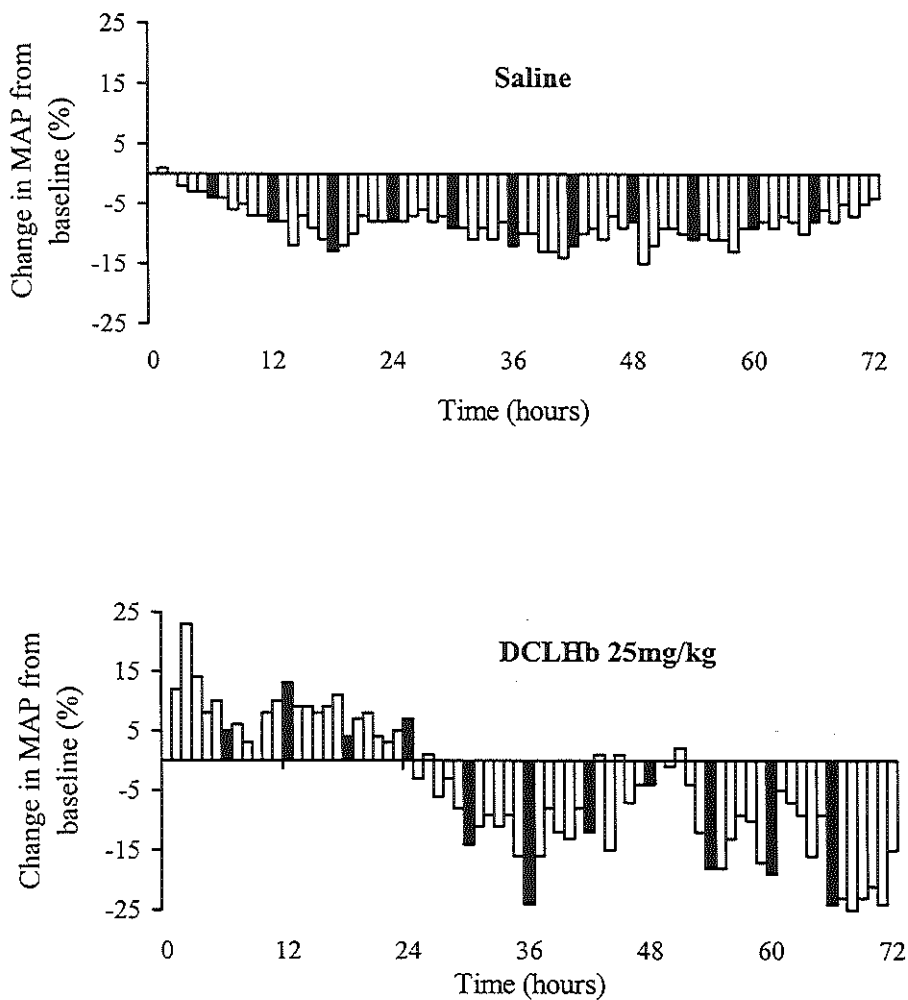 25
15
5
-5
-15
-25
Change in MAP from
baseline (%)
Saline
0 12 24 36 48 60 72
Time (hours)
25
15
5
-5
-15
-25
Change in MAP from
baseline (%)
DCLHb 25mg/kg
0 12 24 36 48 60 72
Time (hours)